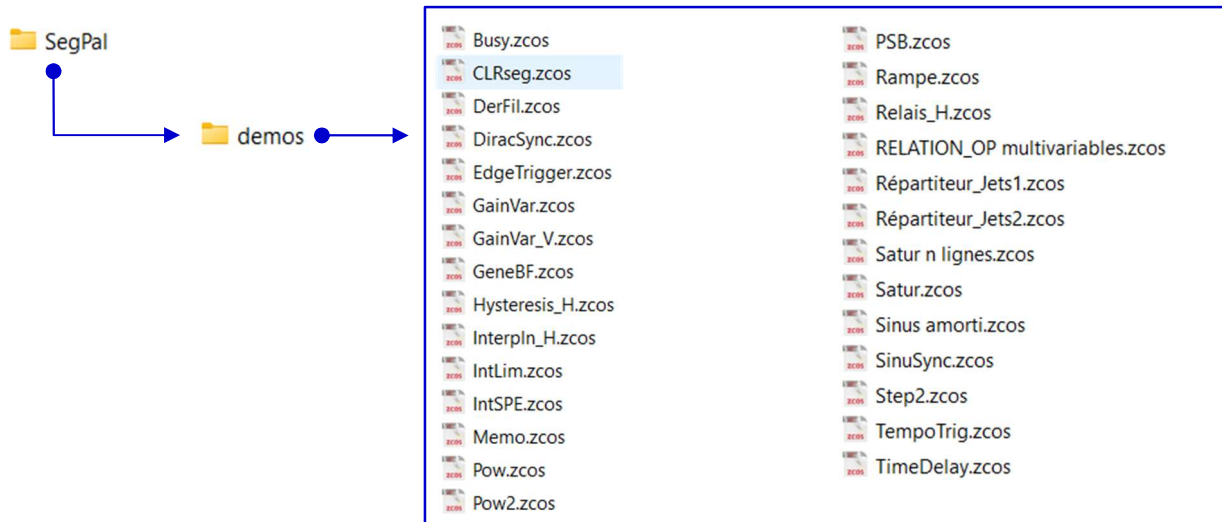 SegPal
demos
Busy.zcos
CLRseg.zcos
DerFil.zcos
DiracSync.zcos
EdgeTrigger.zcos
GainVar.zcos
GainVar_V.zcos
GeneBF.zcos
Hysteresis_H.zcos
Interpln_H.zcos
IntLim.zcos
IntSPE.zcos
Memo.zcos
Pow.zcos
Pow2.zcos
PSB.zcos
Rampe.zcos
Relais_H.zcos
RELATION_OP multivariables.zcos
Répartiteur_Jets1.zcos
Répartiteur_Jets2.zcos
Satur n lignes.zcos
Satur.zcos
Sinus amorti.zcos
SinuSync.zcos
Step2.zcos
TempoTrig.zcos
TimeDelay.zcos